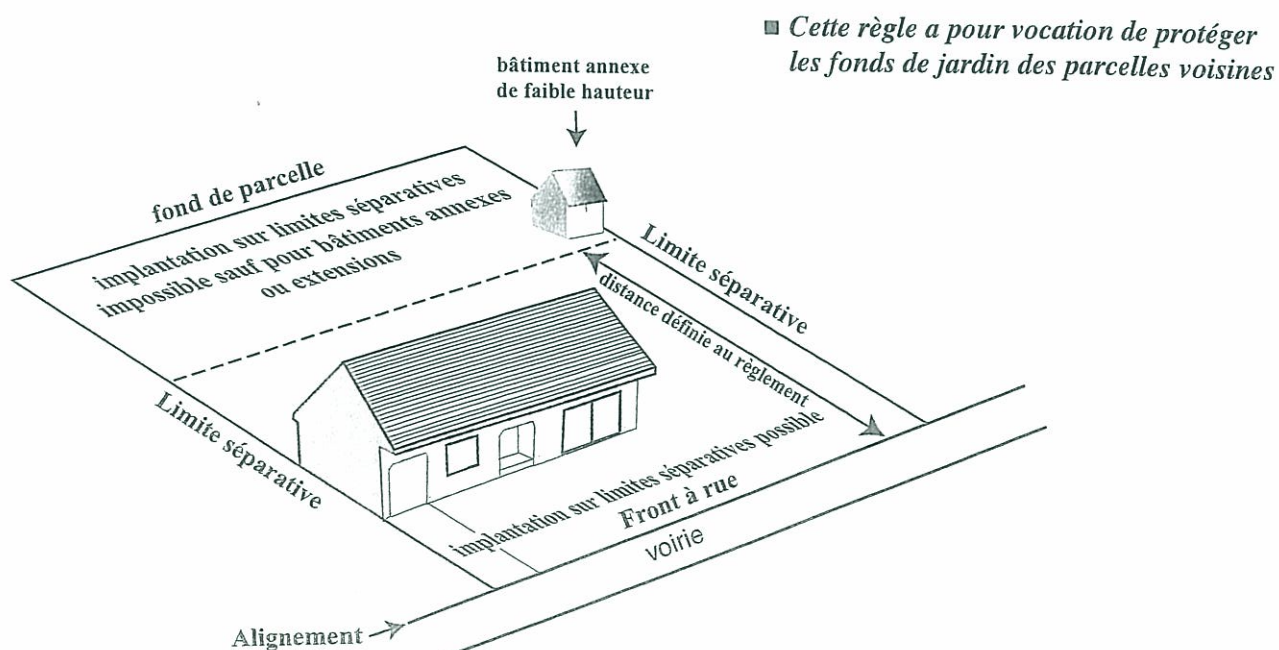 ■ Cette règle a pour vocation de protéger
les fonds de jardin des parcelles voisines
bâtiment annexe
de faible hauteur
fond de parcelle
implantation sur limites séparatives
impossible sauf pour bâtiments annexes
ou extensions
Limite séparative
distance définie au règlement
Limite séparative
implantation sur limites séparatives possible
Front à rue
voirie
Alignement